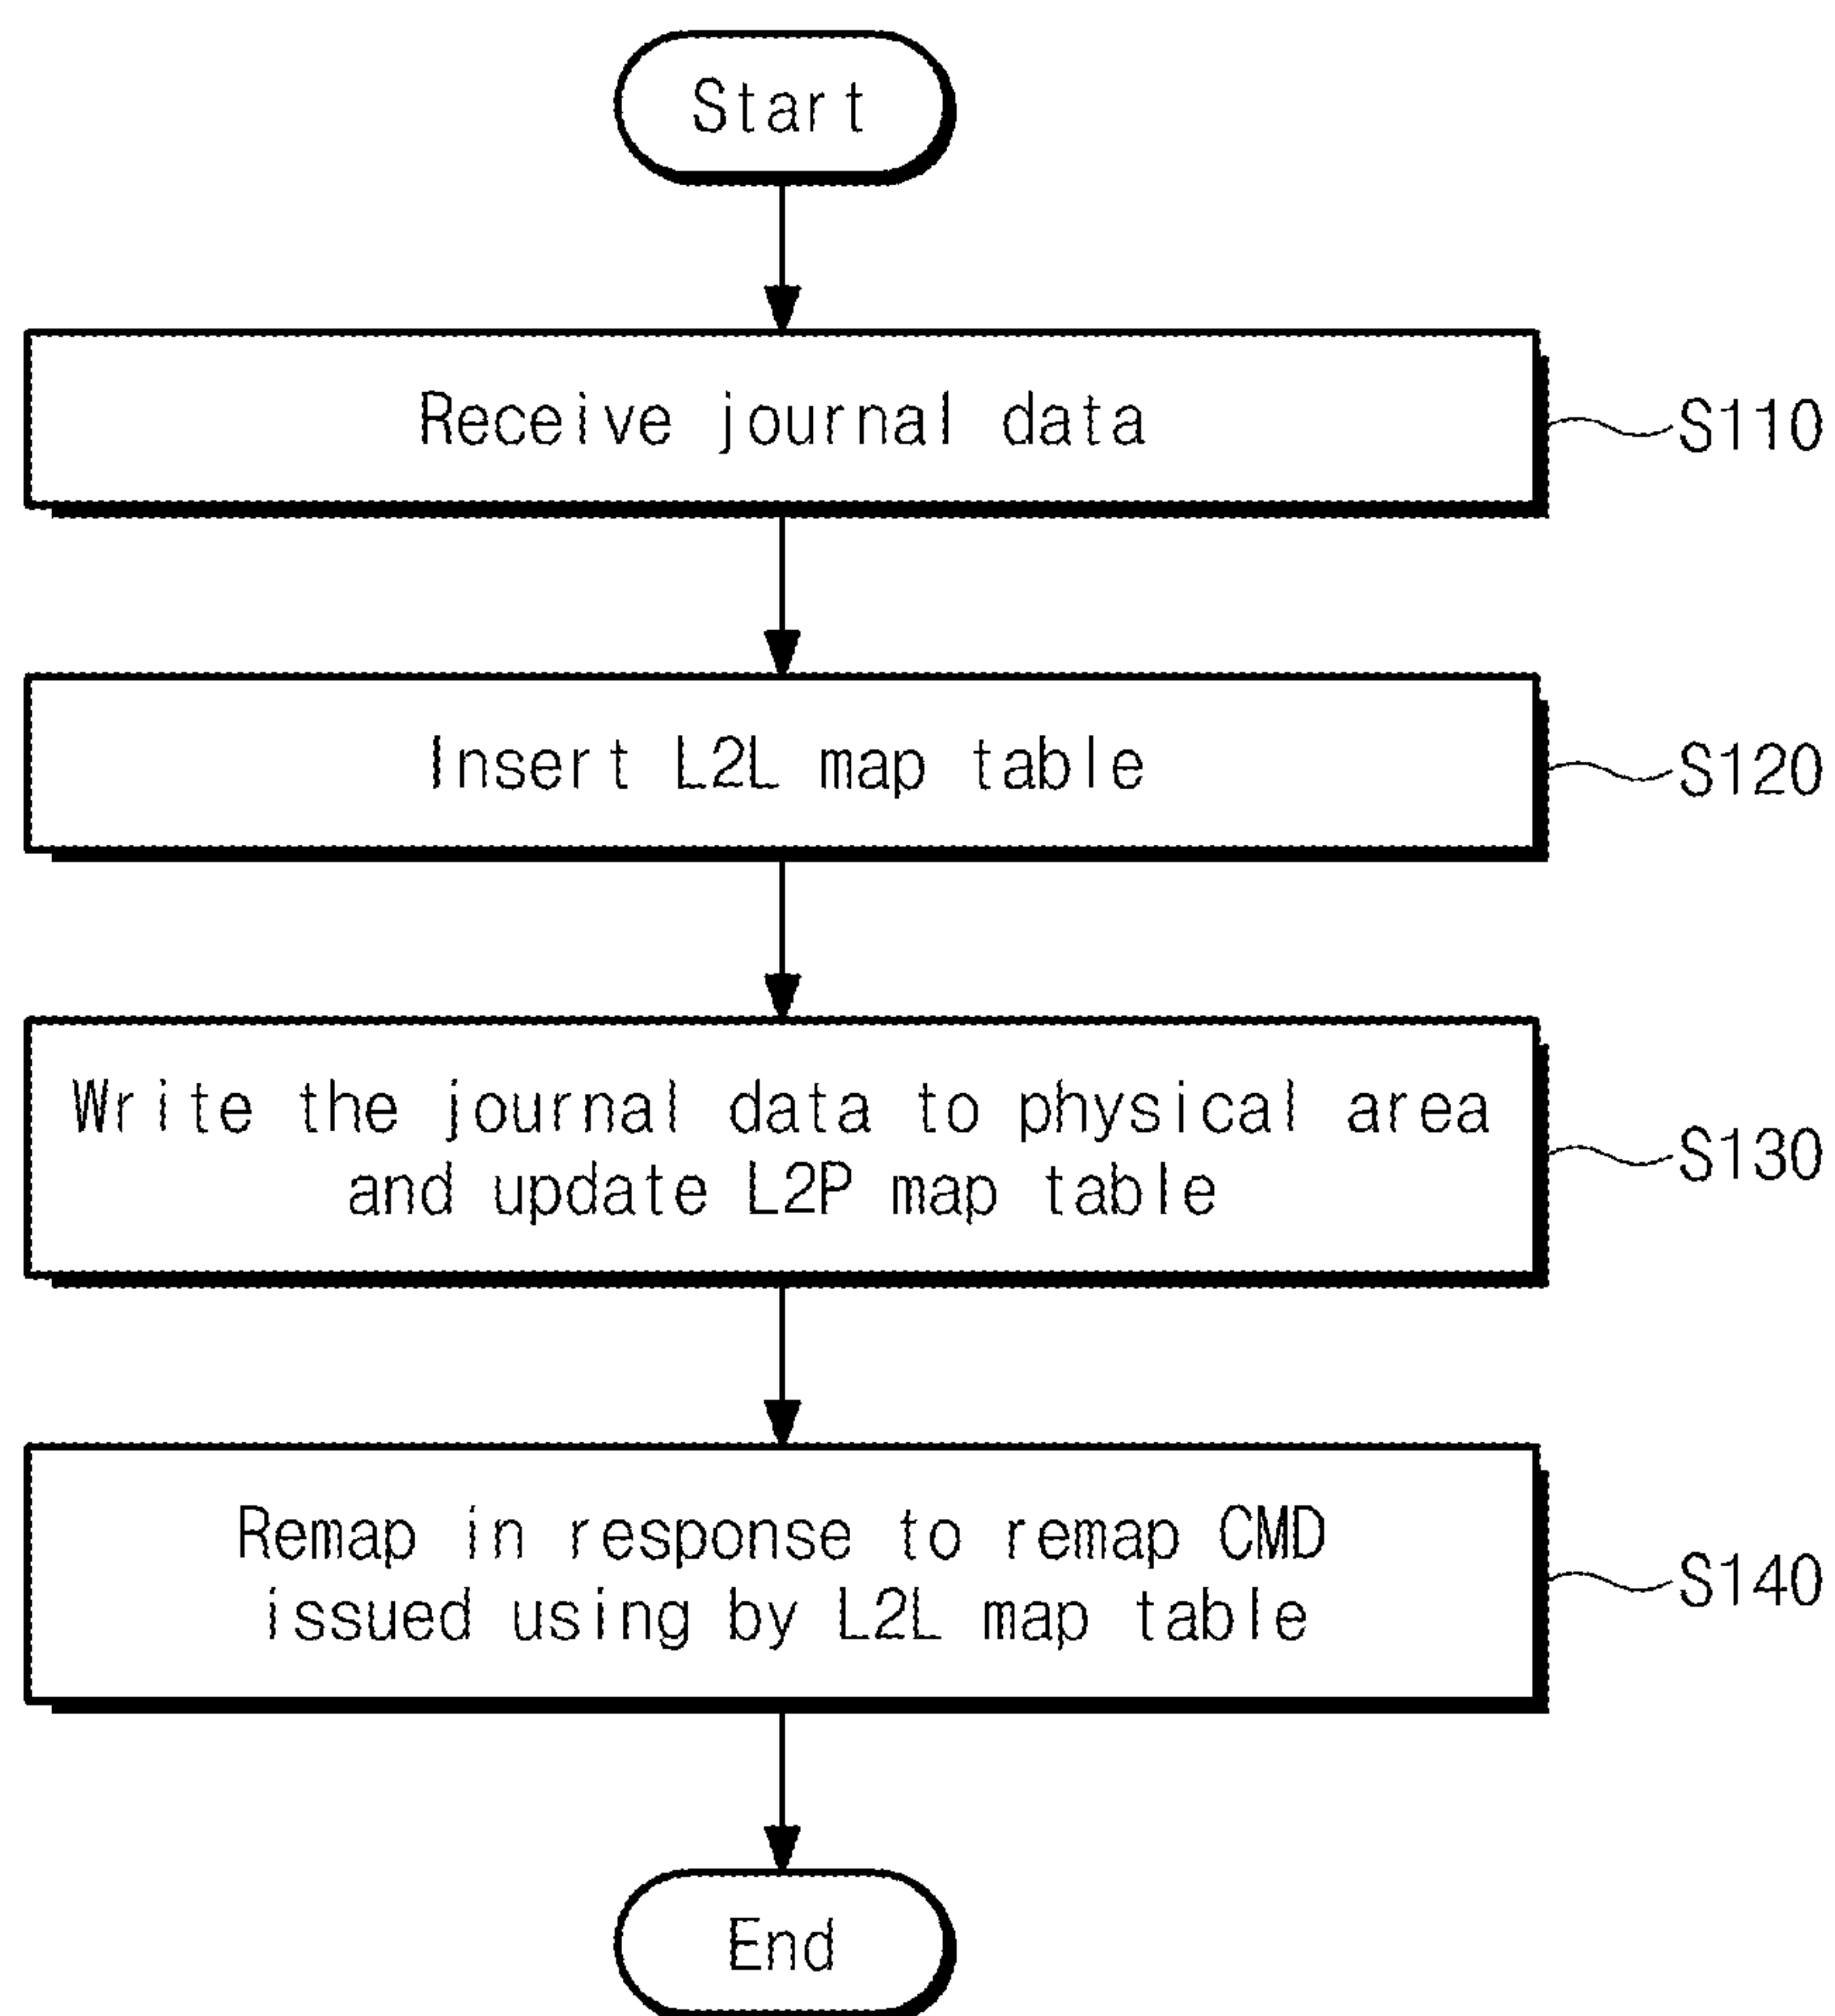 Start
Receive journal data
S110
Insert L2L map table
S120
Write the journal data to physical area
and update L2P map table
S130
Remap in response to remap CMD
issued using by L2L map table
S140
End